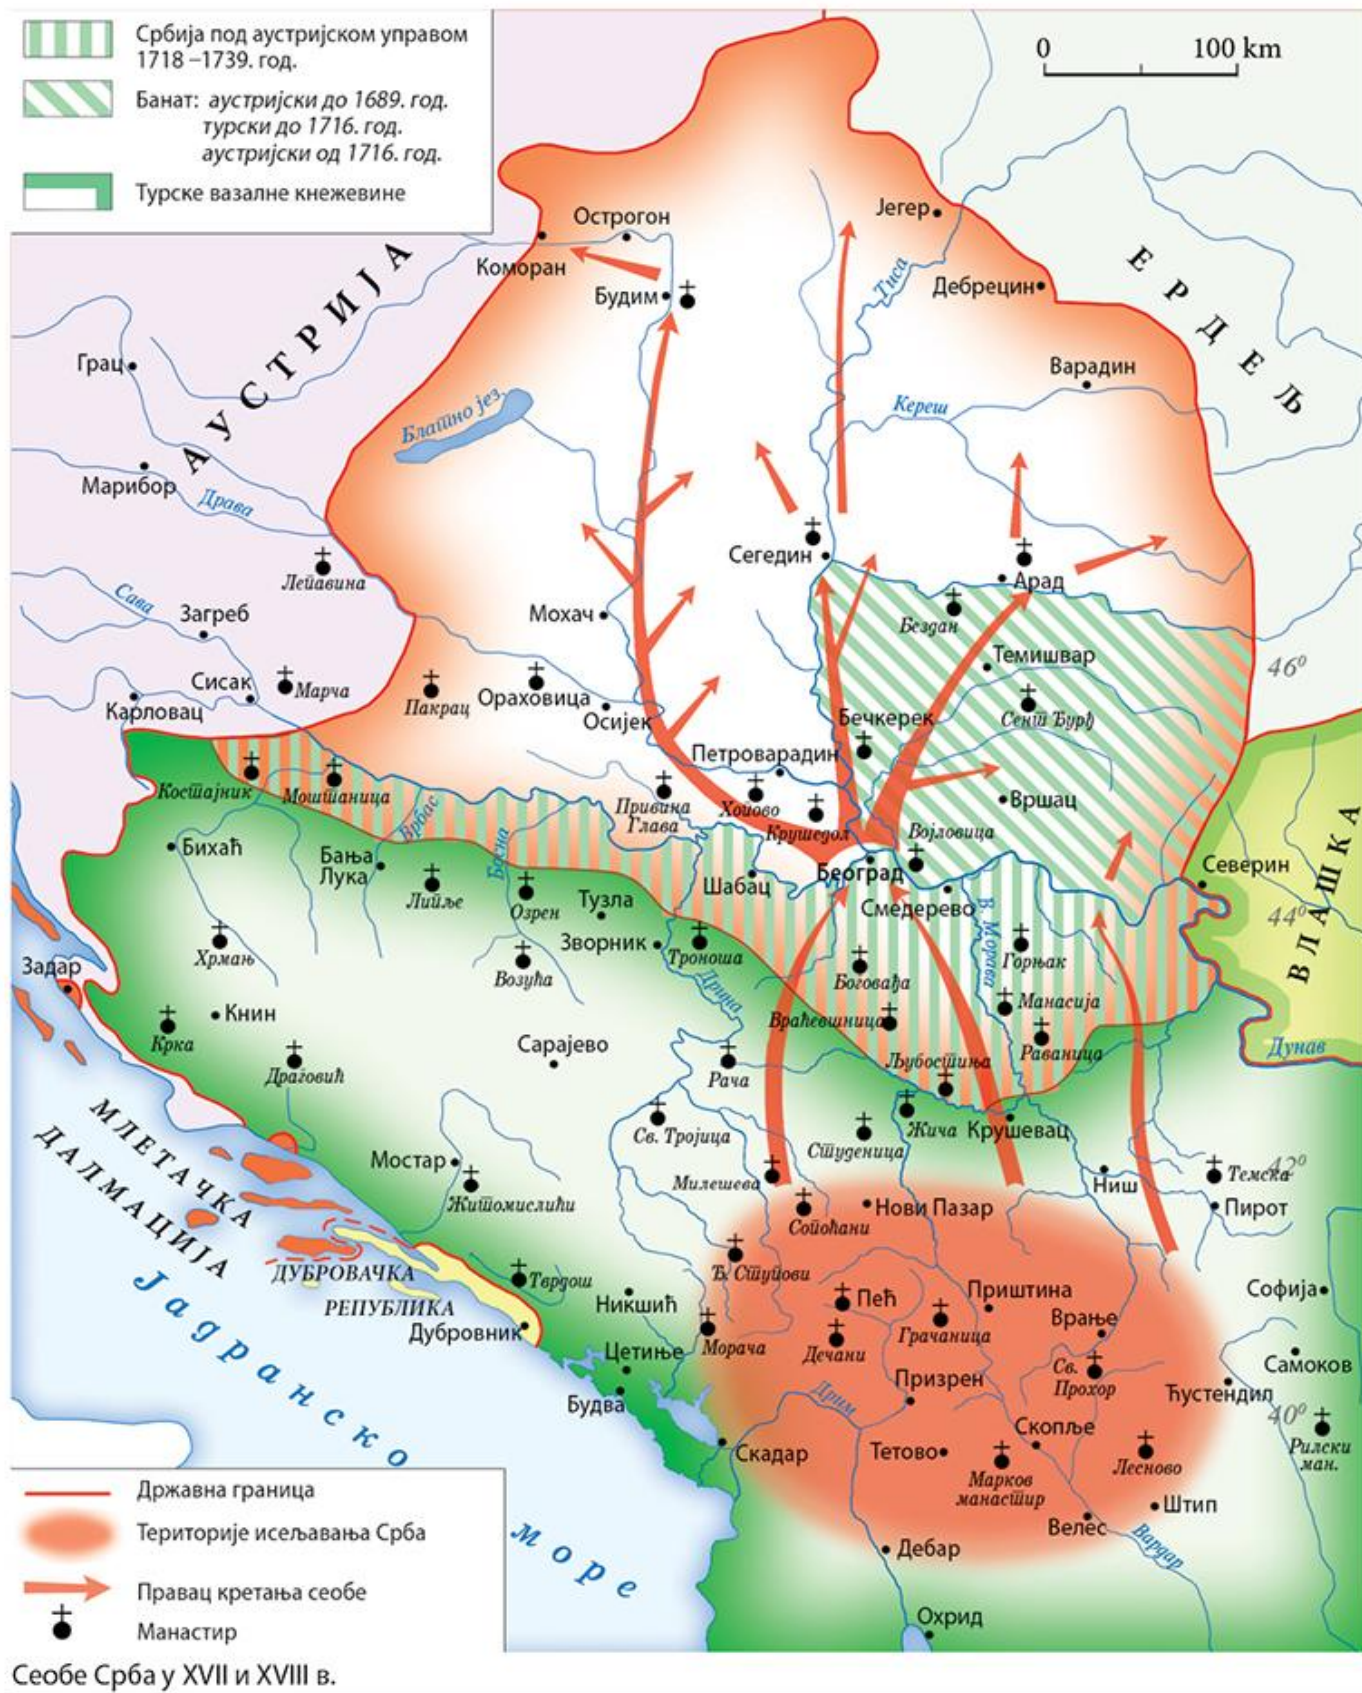 Србија под аустријском управом
1718 –1739. год.
Банат: аустријски до 1689. год.
турски до 1716. год.
аустријски од 1716. год.
Турске вазалне кнежевине
0 100 km
АУСТРИЈА
ЕРДЕЉ
Јегер
Острогон
Коморан
Будим
Тиса
Дебрецин
Грац
Варадин
Блатно јез.
Кереш
Марибор
Драва
Сегедин
Лепавина
Арад
Сава
Бездан
Загреб
Мохач
Темишвар
46⁰
Сисак
Марча
Пакрац
Ораховица
Карловац
Осијек
Бечкерек
Сент Ђурђ
Петроварадин
Костајник
Моштаница
Привина
Глава
Хопово
Вршац
Крушедол
Војловица
Врбас
Босна
Бихаћ
Бања
Лука
Липље
Озрен
Тузла
Шабац
Београд
Смедерево
Северин
44⁰
ВЛАШКА
Хрмањ
Возућа
Зворник
Троноша
Дрина
В. Морава
Горњак
Боговађа
Манасија
Задар
Книн
Крка
Враћевшница
Раваница
Дунав
Драговић
Сарајево
Рача
Љубостиња
Св. Тројица
Студеница
Жича
Крушевац
МЛЕТАЧКА
ДАЛМАЦИЈА
Мостар
Житомислићи
Милешева
Ниш
42⁰
Темска
Сопоћани
Нови Пазар
Пирот
ДУБРОВАЧКА
РЕПУБЛИКА
Тврдош
Ђ. Ступови
Никшић
Пећ
Приштина
Софија
Дубровник
Морача
Дечани
Грачаница
Врање
Цетиње
Св.
Прохор
Самоков
Призрен
Ћустендил
Будва
Дрим
40⁰
Скопље
Рилски
ман.
Скадар
Тетово
Марков
манастир
Лесново
Јадранско
море
Штип
Велес
Вардар
Дебар
Охрид
Државна граница
Територије исељавања Срба
Правац кретања сеобе
Манастир
Сеобе Срба у XVII и XVIII в.